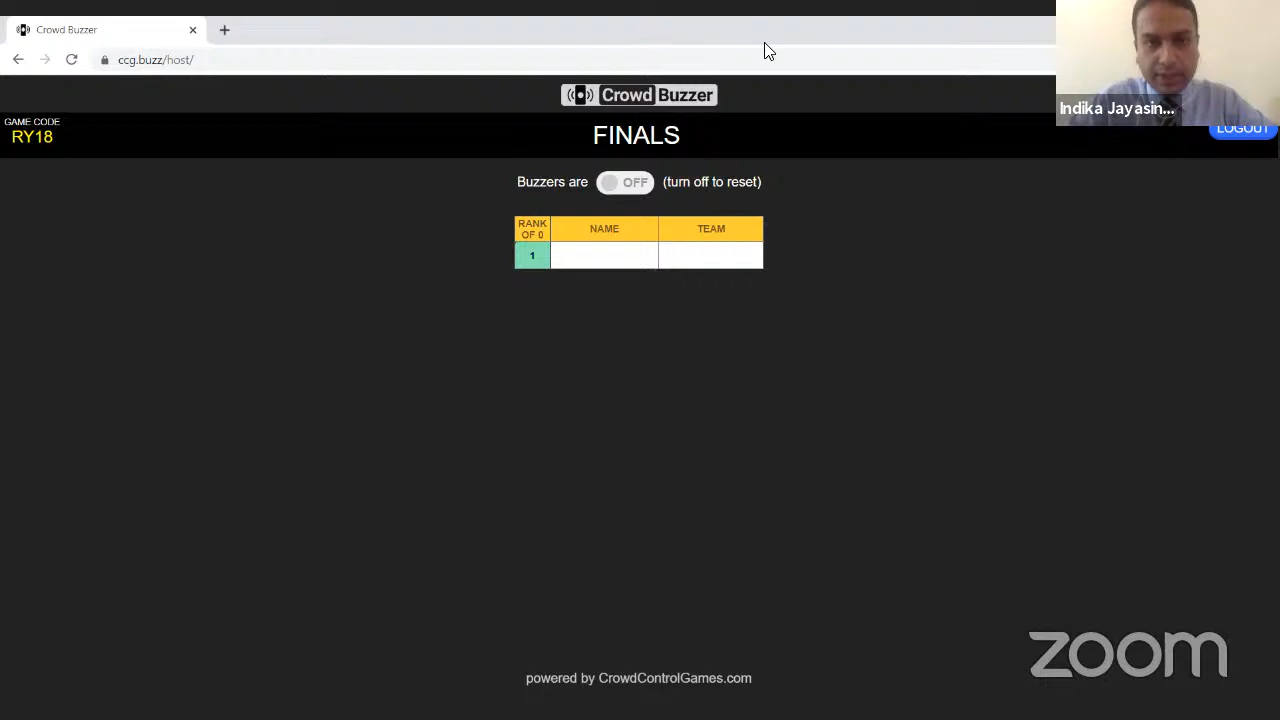 Crowd Buzzer
ccg.buzz/host/
Crowd Buzzer
GAME CODE
RY18
FINALS
Indika Jayasin...
LOGOUT
Buzzers are OFF (turn off to reset)
RANK OF 0 NAME TEAM
1
zoom
powered by CrowdControlGames.com